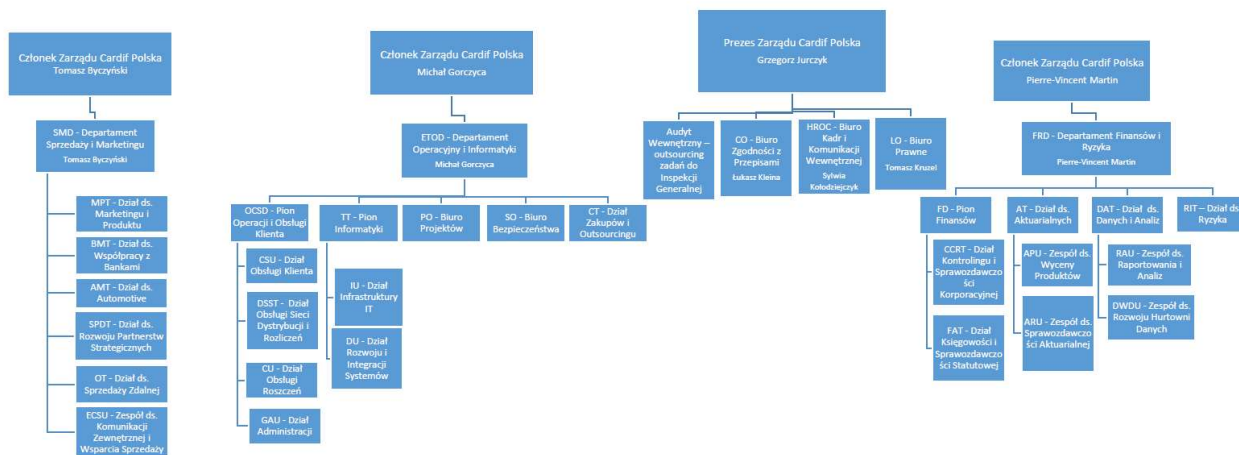 Członek Zarządu Cardif Polska
Tomasz Byczyński
SMD - Departament
Sprzedaży i Marketingu
Tomasz Byczyński
MPT - Dział ds.
Marketingu i
Produktu
BMT - Dział ds.
Współpracy z
Bankami
AMT - Dział ds.
Automotive
SPDT - Dział ds.
Rozwoju Partnerstw
Strategicznych
OT - Dział ds.
Sprzedaży Zdalnej
ECSU - Zespół ds.
Komunikacji
Zewnętrznej i
Wsparcia Sprzedaży
Członek Zarządu Cardif Polska
Michał Gorczyca
ETOD - Departament
Operacyjny i Informatyki
Michał Gorczyca
OCSD - Pion
Operacji i Obsługi
Klienta
CSU - Dział
Obsługi Klienta
DSST - Dział
Obsługi Sieci
Dystrybucji i
Rozliczeń
CU - Dział
Obsługi
Roszczeń
GAU - Dział
Administracji
TT - Pion
Informatyki
IU - Dział
Infrastruktury
IT
DU - Dział
Rozwoju i
Integracji
Systemów
PO - Biuro
Projektów
SO - Biuro
Bezpieczeństwa
CT - Dział
Zakupów i
Outsourcingu
Prezes Zarządu Cardif Polska
Grzegorz Jurczyk
Audyt
Wewnętrzny –
outsourcing
zadań do
Inspekcji
Generalnej
CO - Biuro
Zgodności z
Przepisami
Łukasz Kleina
HROC - Biuro
Kadr i
Komunikacji
Wewnętrznej
Sylwia
Kołodziejczyk
LO - Biuro
Prawne
Tomasz Kruzel
Członek Zarządu Cardif Polska
Pierre-Vincent Martin
FRD - Departament Finansów i
Ryzyka
Pierre-Vincent Martin
FD - Pion
Finansów
CCRT - Dział
Kontrolingu i
Sprawozdawczo
ści
Korporacyjnej
FAT - Dział
Księgowości i
Sprawozdawczo
ści Statutowej
AT - Dział ds.
Aktuarialnych
APU - Zespół ds.
Wyceny
Produktów
ARU - Zespół ds.
Sprawozdawczo
ści Aktuarialnej
DAT - Dział ds.
Danych i Analiz
RAU - Zespół ds.
Raportowania i
Analiz
DWDU - Zespół ds.
Rozwoju Hurtowni
Danych
RIT – Dział ds.
Ryzyka